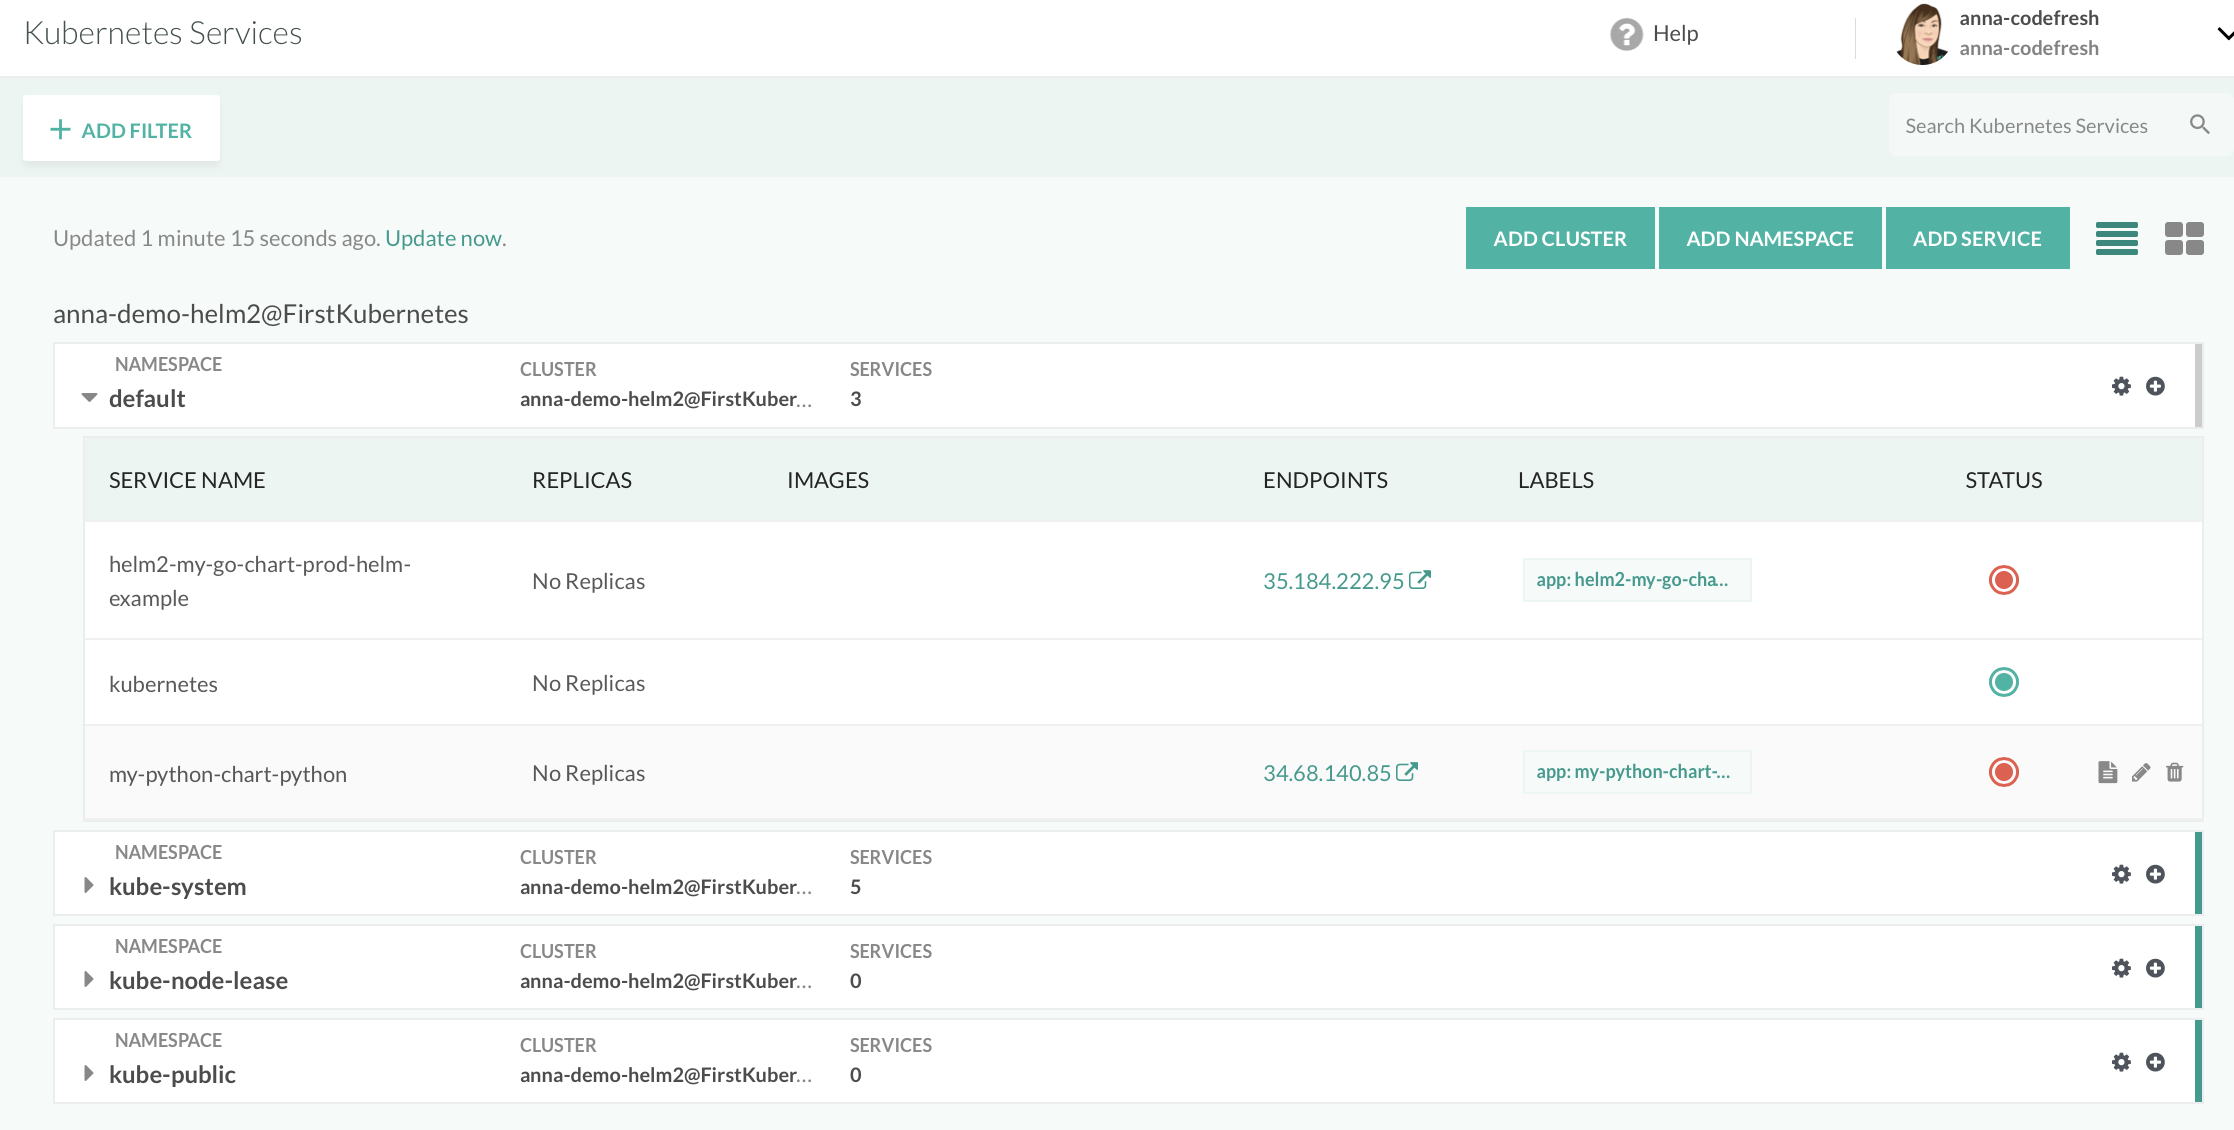 Kubernetes Services
? Help
anna-codefresh
anna-codefresh
+ ADD FILTER
Search Kubernetes Services
Updated 1 minute 15 seconds ago. Update now.
ADD CLUSTER
ADD NAMESPACE
ADD SERVICE
anna-demo-helm2@FirstKubernetes
NAMESPACE CLUSTER SERVICES
default anna-demo-helm2@FirstKuber... 3
SERVICE NAME REPLICAS IMAGES ENDPOINTS LABELS STATUS
helm2-my-go-chart-prod-helm-
example
No Replicas 35.184.222.95 app: helm2-my-go-cha...
kubernetes No Replicas
my-python-chart-python No Replicas 34.68.140.85 app: my-python-chart-...
NAMESPACE CLUSTER SERVICES
kube-system anna-demo-helm2@FirstKuber... 5
NAMESPACE CLUSTER SERVICES
kube-node-lease anna-demo-helm2@FirstKuber... 0
NAMESPACE CLUSTER SERVICES
kube-public anna-demo-helm2@FirstKuber... 0